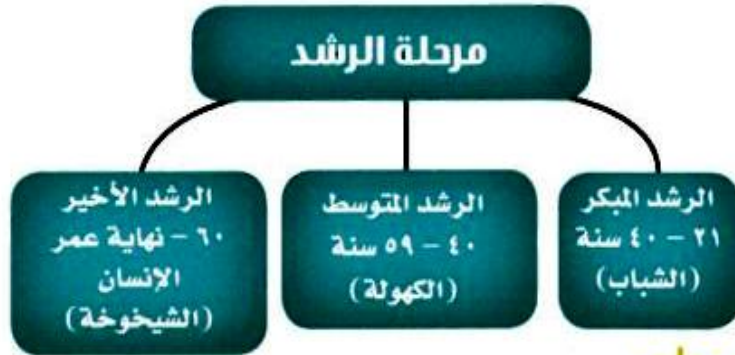 مرحلة الرشد
الرشد المبكر
٢١ - ٤٠ سنة
(الشباب)
الرشد المتوسط
٤٠ - ٥٩ سنة
(الكهولة)
الرشد الأخير
٦٠ - نهاية عمر
الإنسان
(الشيخوخة)